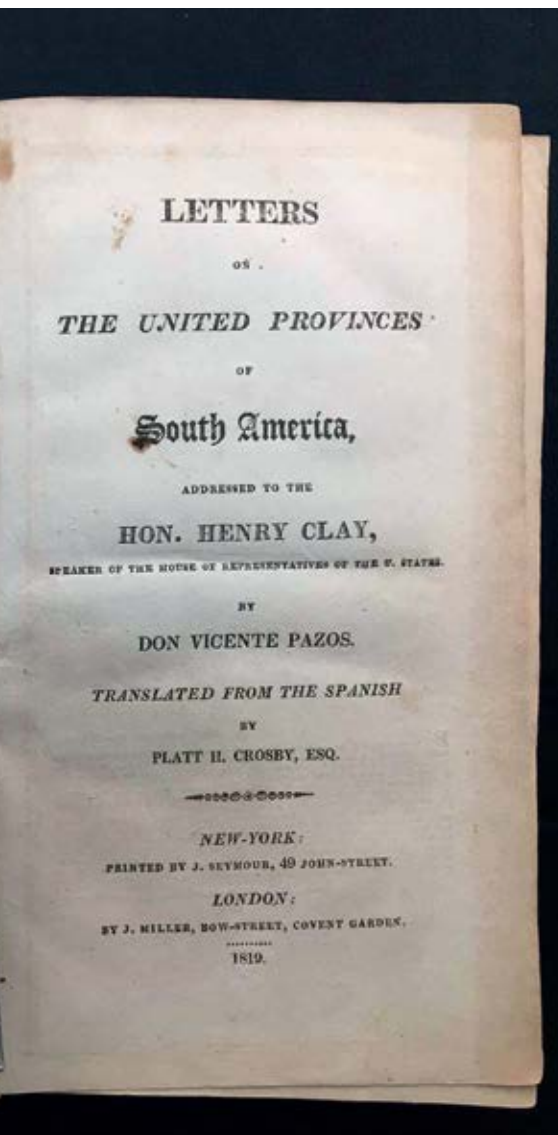 LETTERS
ON
THE UNITED PROVINCES
OF
South America,
ADDRESSED TO THE
HON. HENRY CLAY,
SPEAKER OF THE HOUSE OF REPRESENTATIVES OF THE U. STATES.
BY
DON VICENTE PAZOS.
TRANSLATED FROM THE SPANISH
BY
PLATT H. CROSBY, ESQ.
NEW-YORK:
PRINTED BY J. SEYMOUR, 49 JOHN-STREET.
LONDON:
BY J. MILLER, BOW-STREET, COVENT GARDEN.
1819.